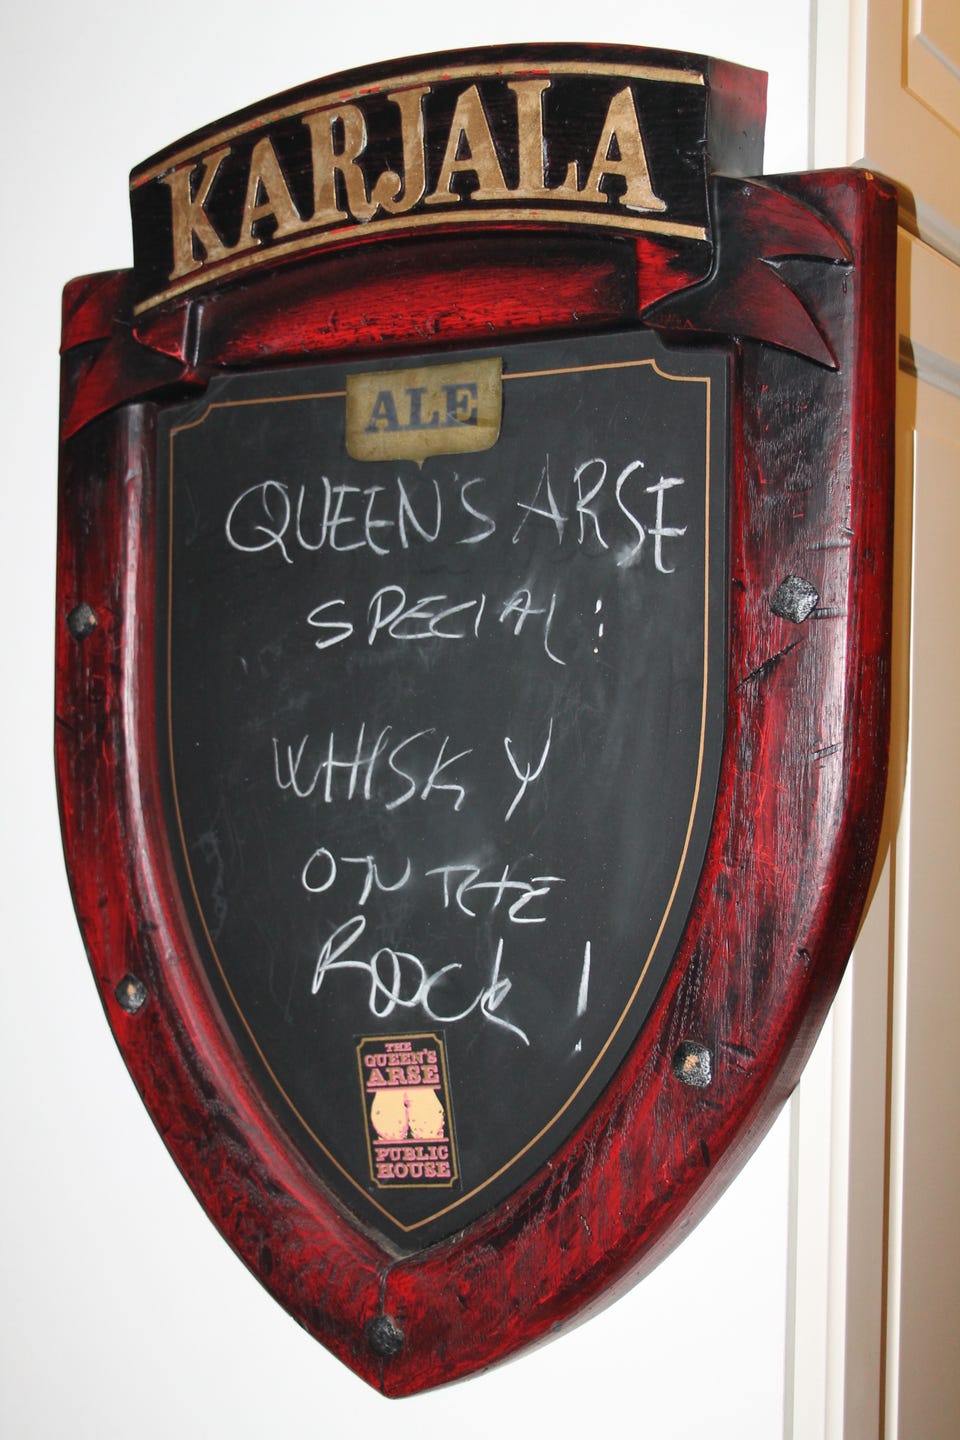 KARJALA
ALE
QUEEN'S ARSE
SPECIAL:
WHISKY
ON THE
ROCK!
THE
QUEEN'S
ARSE
PUBLIC
HOUSE